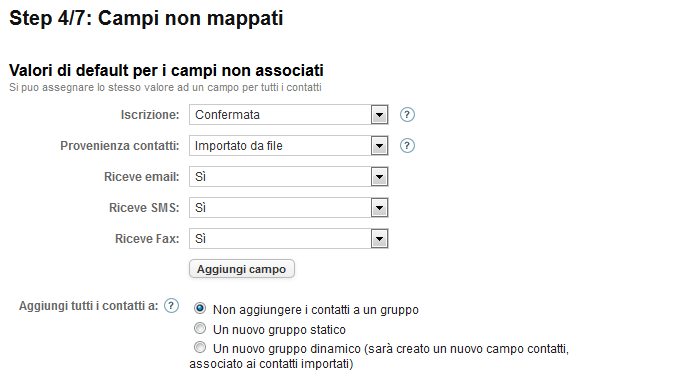 Step 4/7: Campi non mappati
Valori di default per i campi non associati
Si puo assegnare lo stesso valore ad un campo per tutti i contatti
Iscrizione: Confermata ?
Provenienza contatti: Importato da file ?
Riceve email: Sì
Riceve SMS: Sì
Riceve Fax: Sì
Aggiungi campo
Aggiungi tutti i contatti a: ? Non aggiungere i contatti a un gruppo
Un nuovo gruppo statico
Un nuovo gruppo dinamico (sarà creato un nuovo campo contatti,
associato ai contatti importati)